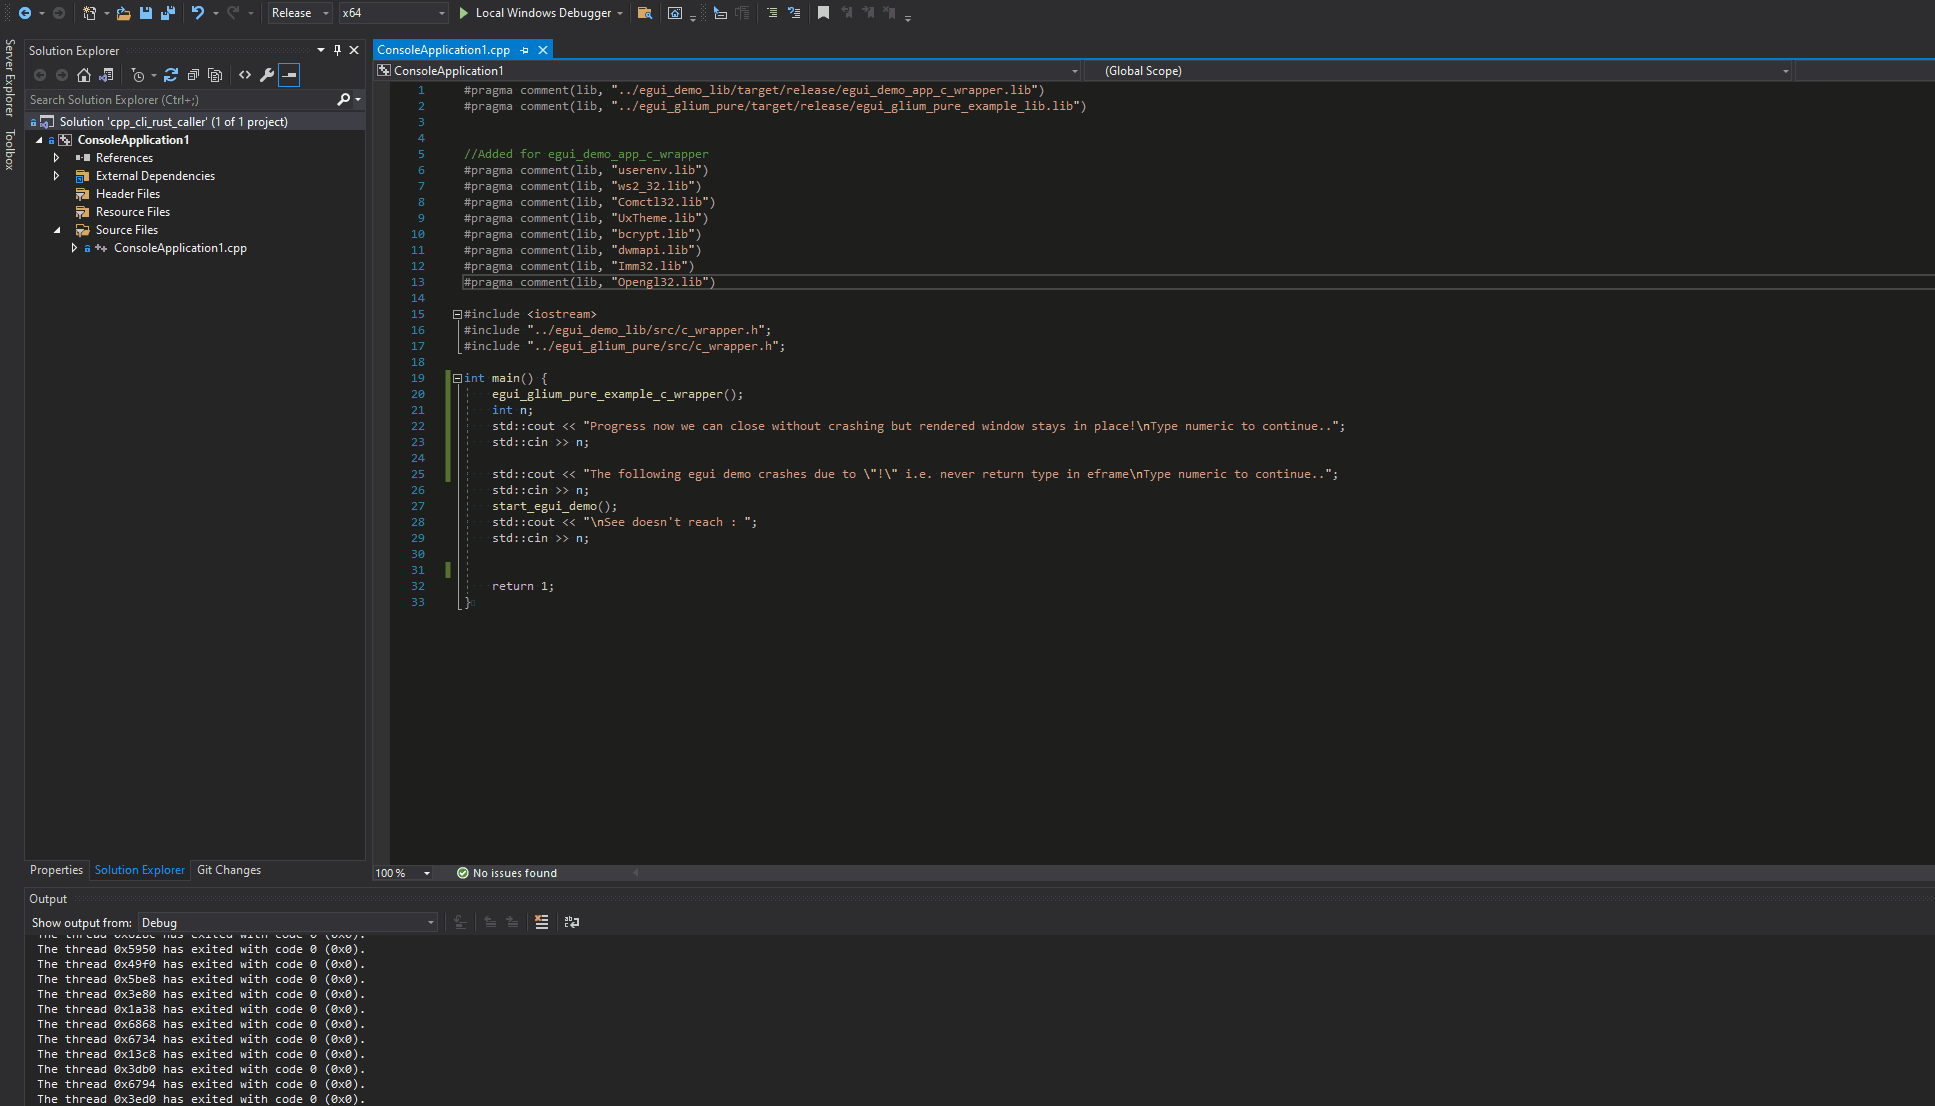 Release
x64
Local Windows Debugger
Server Explorer
Toolbox
Solution Explorer
Search Solution Explorer (Ctrl+;)
Solution 'cpp_cli_rust_caller' (1 of 1 project)
ConsoleApplication1
References
External Dependencies
Header Files
Resource Files
Source Files
ConsoleApplication1.cpp
Properties
Solution Explorer
Git Changes
ConsoleApplication1.cpp
ConsoleApplication1
(Global Scope)
1 #pragma comment(lib, "../egui_demo_lib/target/release/egui_demo_app_c_wrapper.lib")
2 #pragma comment(lib, "../egui_glium_pure/target/release/egui_glium_pure_example_lib.lib")
3
4
5 //Added for egui_demo_app_c_wrapper
6 #pragma comment(lib, "userenv.lib")
7 #pragma comment(lib, "ws2_32.lib")
8 #pragma comment(lib, "Comctl32.lib")
9 #pragma comment(lib, "UxTheme.lib")
10 #pragma comment(lib, "bcrypt.lib")
11 #pragma comment(lib, "dwmapi.lib")
12 #pragma comment(lib, "Imm32.lib")
13 #pragma comment(lib, "Opengl32.lib")
14
15 #include <iostream>
16 #include "../egui_demo_lib/src/c_wrapper.h";
17 #include "../egui_glium_pure/src/c_wrapper.h";
18
19 int main() {
20 egui_glium_pure_example_c_wrapper();
21 int n;
22 std::cout << "Progress now we can close without crashing but rendered window stays in place!\nType numeric to continue..";
23 std::cin >> n;
24
25 std::cout << "The following egui demo crashes due to \"!\" i.e. never return type in eframe\nType numeric to continue..";
26 std::cin >> n;
27 start_egui_demo();
28 std::cout << "\nSee doesn't reach : ";
29 std::cin >> n;
30
31
32 return 1;
33 }
100 %
No issues found
Output
Show output from: Debug
The thread 0x5950 has exited with code 0 (0x0).
The thread 0x49f0 has exited with code 0 (0x0).
The thread 0x5be8 has exited with code 0 (0x0).
The thread 0x3e80 has exited with code 0 (0x0).
The thread 0x1a38 has exited with code 0 (0x0).
The thread 0x6868 has exited with code 0 (0x0).
The thread 0x6734 has exited with code 0 (0x0).
The thread 0x13c8 has exited with code 0 (0x0).
The thread 0x3db0 has exited with code 0 (0x0).
The thread 0x6794 has exited with code 0 (0x0).
The thread 0x3ed0 has exited with code 0 (0x0).